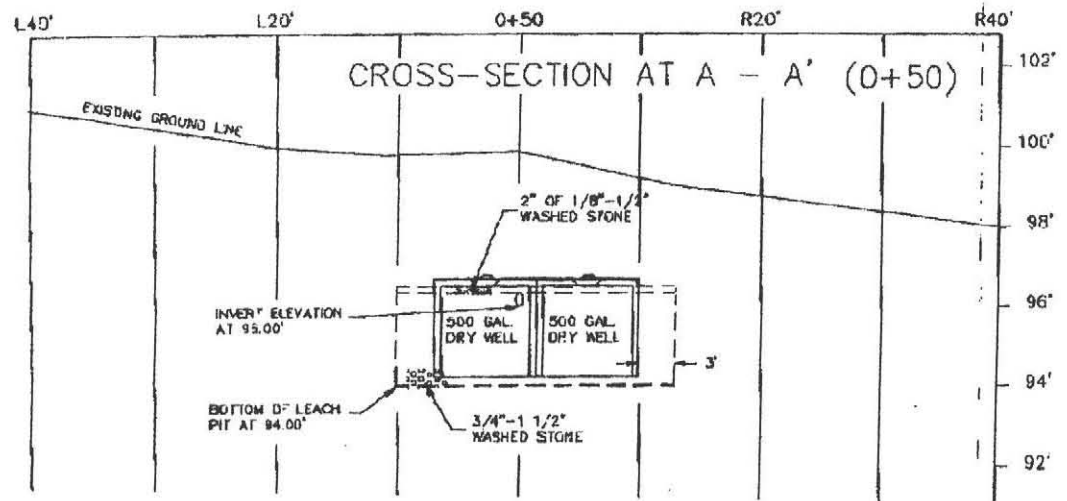 L40' L20' 0+50 R20' R40'
CROSS-SECTION AT A - A' (0+50)
102'
EXISTING GROUND LINE
100'
2" OF 1/8"-1/2"
WASHED STONE
98'
INVERT ELEVATION
AT 96.00'
96'
500 GAL.
DRY WELL
500 GAL.
DRY WELL
3'
94'
BOTTOM OF LEACH
PIT AT 94.00'
3/4"-1 1/2"
WASHED STONE
92'